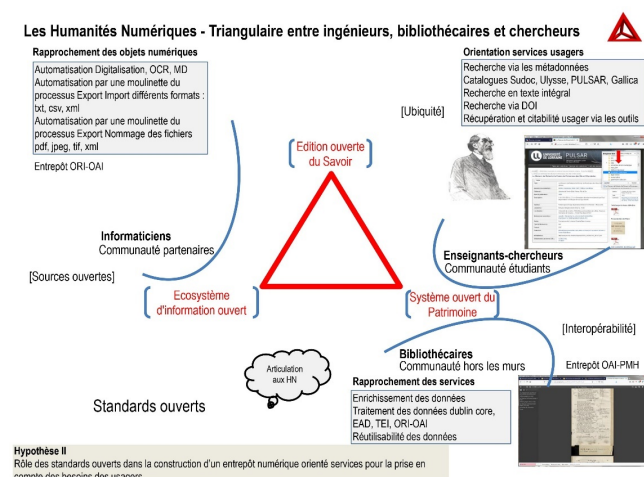 Les Humanités Numériques - Triangulaire entre ingénieurs, bibliothécaires et chercheurs
Rapprochement des objets numériques
Automatisation Digitalisation, OCR, MD
Automatisation par une moulinette du
processus Export Import différents formats :
txt, csv, xml
Automatisation par une moulinette du
processus Export Nommage des fichiers
pdf, jpeg, tif, xml
Entrepôt ORI-OAI
Orientation services usagers
Recherche via les métadonnées
Catalogues Sudoc, Ulysse, PULSAR, Gallica
Recherche en texte intégral
Recherche via DOI
Récupération et citabilité usager via les outils
[Ubiquité]
PULSAR
Edition ouverte
du Savoir
Informaticiens
Communauté partenaires
[Sources ouvertes]
Enseignants-chercheurs
Communauté étudiants
Ecosystème
d'information ouvert
Système ouvert du
Patrimoine
[Interopérabilité]
Bibliothécaires
Communauté hors les murs
Entrepôt OAI-PMH
Articulation
aux HN
Rapprochement des services
Enrichissement des données
Traitement des données dublin core,
EAD, TEI, ORI-OAI
Réutilisabilité des données
Standards ouverts
Hypothèse II
Rôle des standards ouverts dans la construction d'un entrepôt numérique orienté services pour la prise en
compte des besoins des usagers